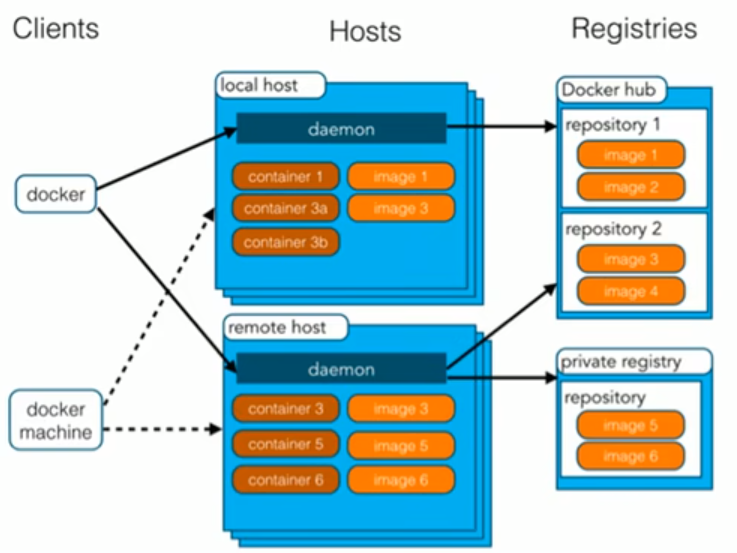 Clients
Hosts
Registries
docker
docker
machine
local host
daemon
container 1
image 1
container 3a
image 3
container 3b
remote host
daemon
container 3
image 3
container 5
image 5
container 6
image 6
Docker hub
repository 1
image 1
image 2
repository 2
image 3
image 4
private registry
repository
image 5
image 6